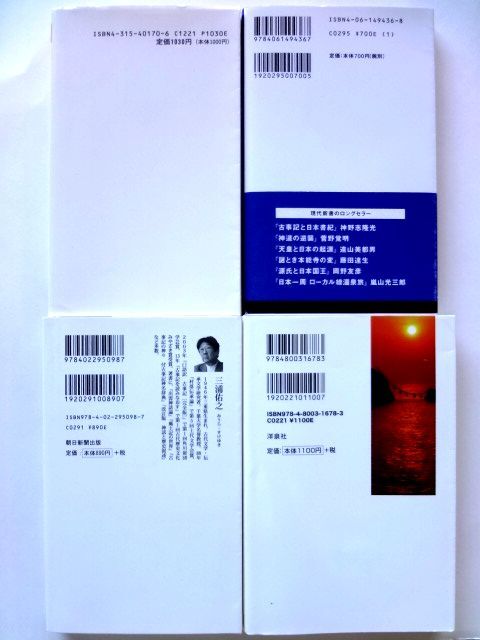 ISBN4-315-40170-6 C1221 P1030E
定価1030円 (本体1000円)
ISBN4-06-149436-8
C0295 ¥700E (1)
定価:本体700円(税別)
9784061494367
1920295007005
現代新書のロングセラー
『古事記と日本書紀』神野志隆光
『神道の逆襲』菅野覚明
『天皇と日本の起源』遠山美都男
『謎とき本能寺の変』藤田達生
『源氏と日本国王』岡野友彦
『日本一周 ローカル線温泉旅』嵐山光三郎
9784022950987
1920291008907
ISBN978-4-02-295098-7
C0291 ¥890E
朝日新聞出版
定価:本体890円+税
三浦佑之
みうら・すけゆき
9784800316783
1920221011007
ISBN978-4-8003-1678-3
C0221 ¥1100E
洋泉社
定価:本体1100円+税